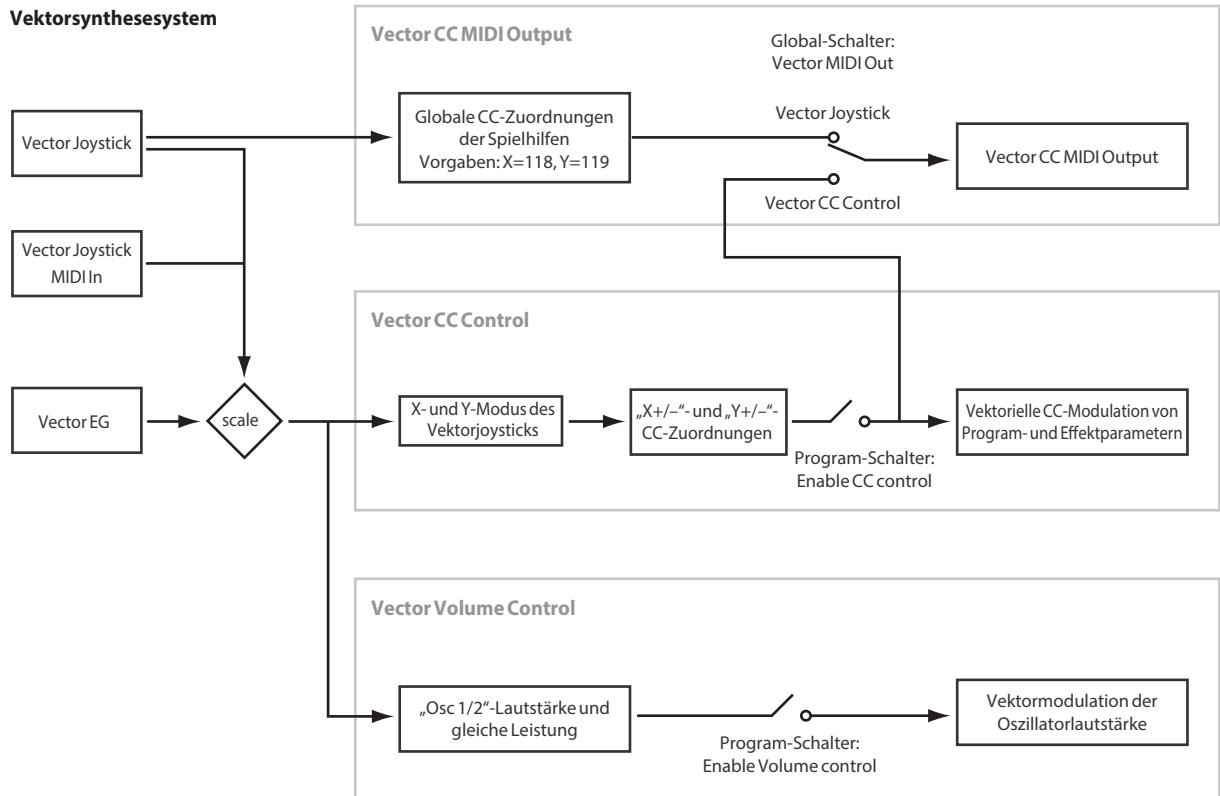 Vektorsynthesesystem
Vector CC MIDI Output
Global-Schalter:
Vector MIDI Out
Vector Joystick
Globale CC-Zuordnungen
der Spielhilfen
Vorgaben: X=118, Y=119
Vector Joystick
Vector CC MIDI Output
Vector CC Control
Vector Joystick
MIDI In
Vector CC Control
Vector EG
scale
X- und Y-Modus des
Vektorjoysticks
„X+/–“- und „Y+/–“-
CC-Zuordnungen
Program-Schalter:
Enable CC control
Vektorielle CC-Modulation von
Program- und Effektparametern
Vector Volume Control
„Osc 1/2“-Lautstärke und
gleiche Leistung
Program-Schalter:
Enable Volume control
Vektormodulation der
Oszillatorlautstärke